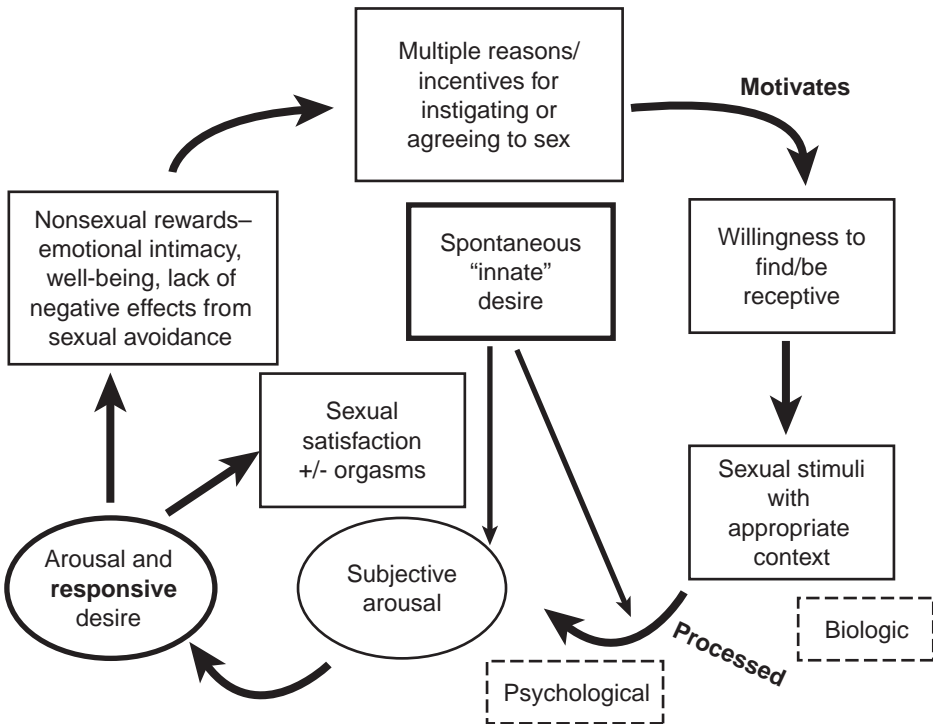 Multiple reasons/
incentives for
instigating or
agreeing to sex
Motivates
Nonsexual rewards–
emotional intimacy,
well-being, lack of
negative effects from
sexual avoidance
Spontaneous
“innate”
desire
Willingness to
find/be
receptive
Sexual
satisfaction
+/- orgasms
Sexual stimuli
with
appropriate
context
Arousal and
responsive
desire
Subjective
arousal
Processed
Biologic
Psychological